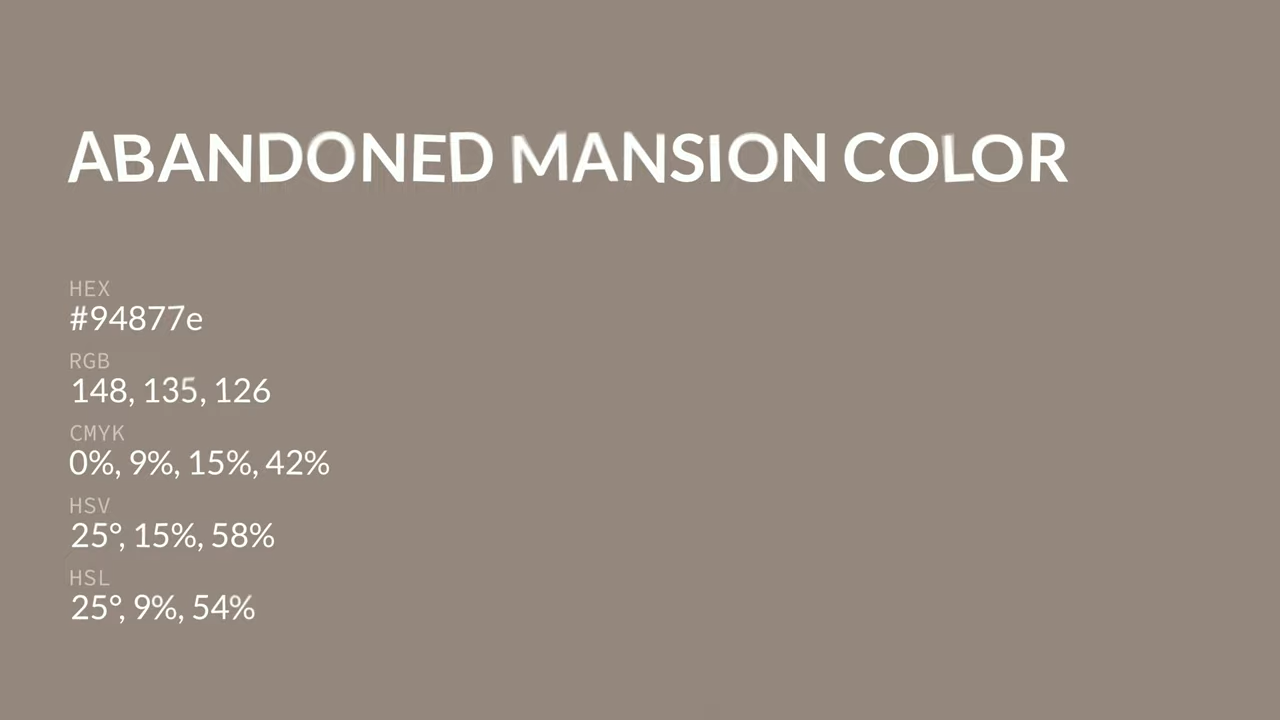 ABANDONED MANSION COLOR
HEX
#94877e
RGB
148, 135, 126
CMYK
0%, 9%, 15%, 42%
HSV
25°, 15%, 58%
HSL
25°, 9%, 54%